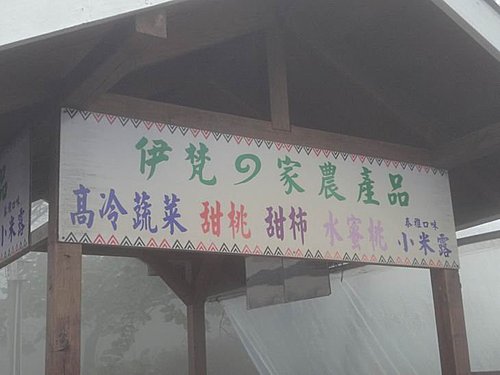 伊梵の家農產品
高冷蔬菜 甜桃 甜柿 水蜜桃 泰雅口味
小米露